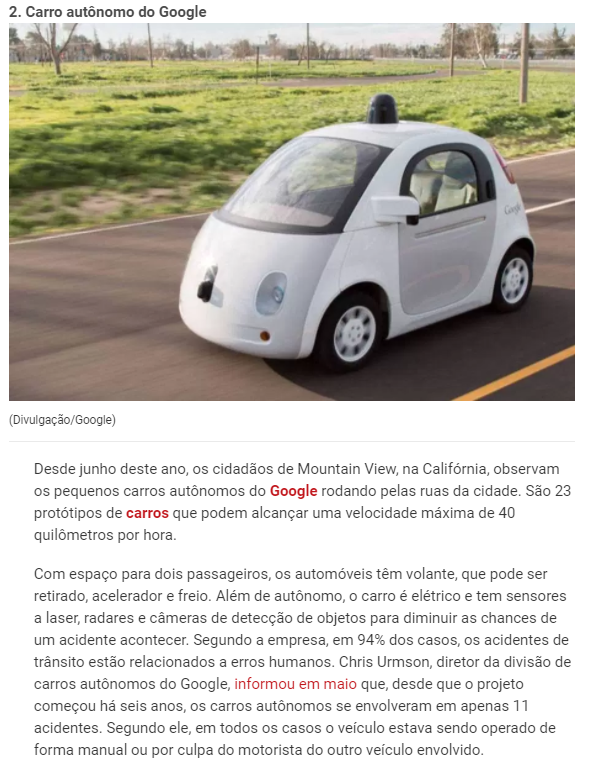 2. Carro autônomo do Google
Google
(Divulgação/Google)
Desde junho deste ano, os cidadãos de Mountain View, na Califórnia, observam
os pequenos carros autônomos do Google rodando pelas ruas da cidade. São 23
protótipos de carros que podem alcançar uma velocidade máxima de 40
quilômetros por hora.
Com espaço para dois passageiros, os automóveis têm volante, que pode ser
retirado, acelerador e freio. Além de autônomo, o carro é elétrico e tem sensores
a laser, radares e câmeras de detecção de objetos para diminuir as chances de
um acidente acontecer. Segundo a empresa, em 94% dos casos, os acidentes de
trânsito estão relacionados a erros humanos. Chris Urmson, diretor da divisão de
carros autônomos do Google, informou em maio que, desde que o projeto
começou há seis anos, os carros autônomos se envolveram em apenas 11
acidentes. Segundo ele, em todos os casos o veículo estava sendo operado de
forma manual ou por culpa do motorista do outro veículo envolvido.